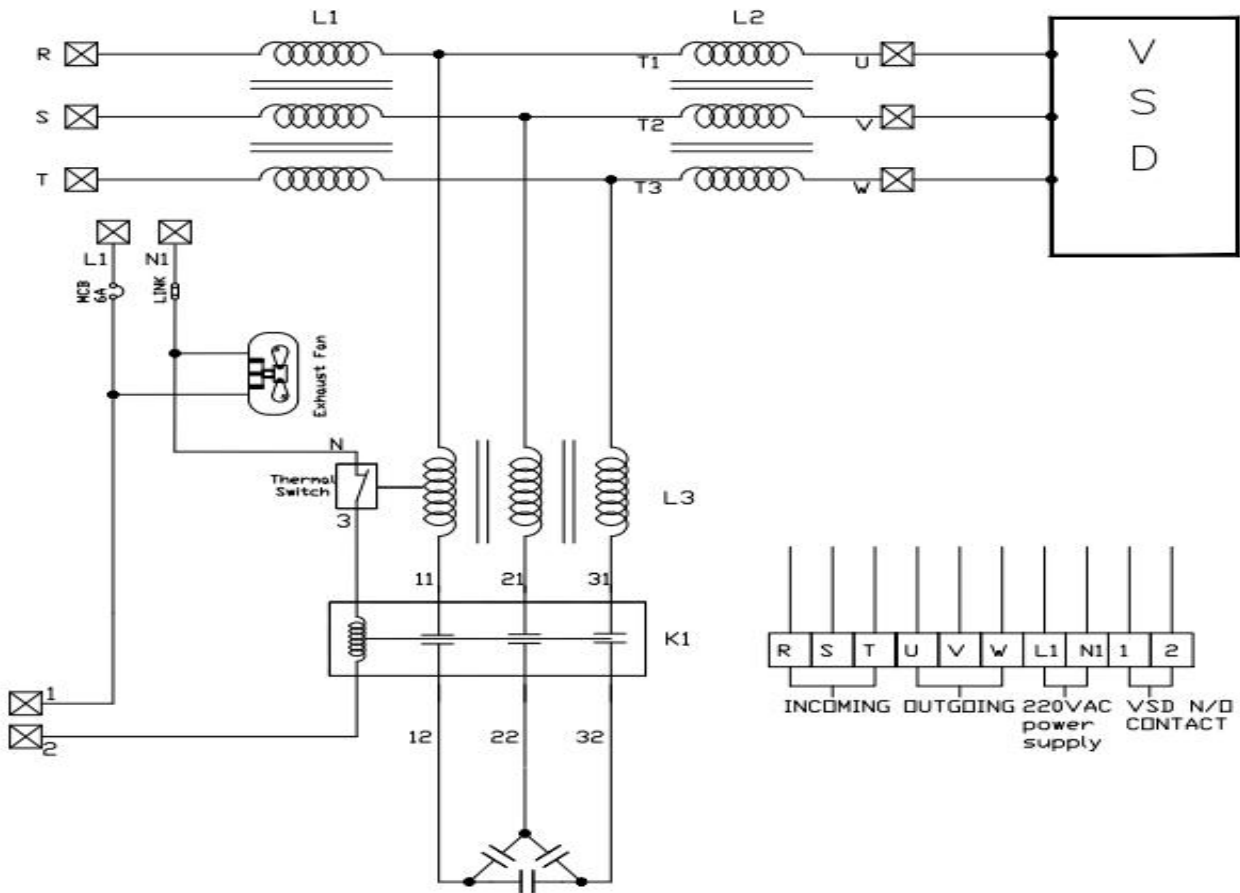 L1
L2
R
T1
U
S
T2
V
T
T3
W
V
S
D
L1
N1
MCB
6A
LINK
Exhaust Fan
N
Thermal
Switch
3
L3
11
21
31
K1
1
2
12
22
32
R S T U V W L1 N1 1 2
INCOMING OUTGOING 220VAC
power
supply
VSD N/O
CONTACT